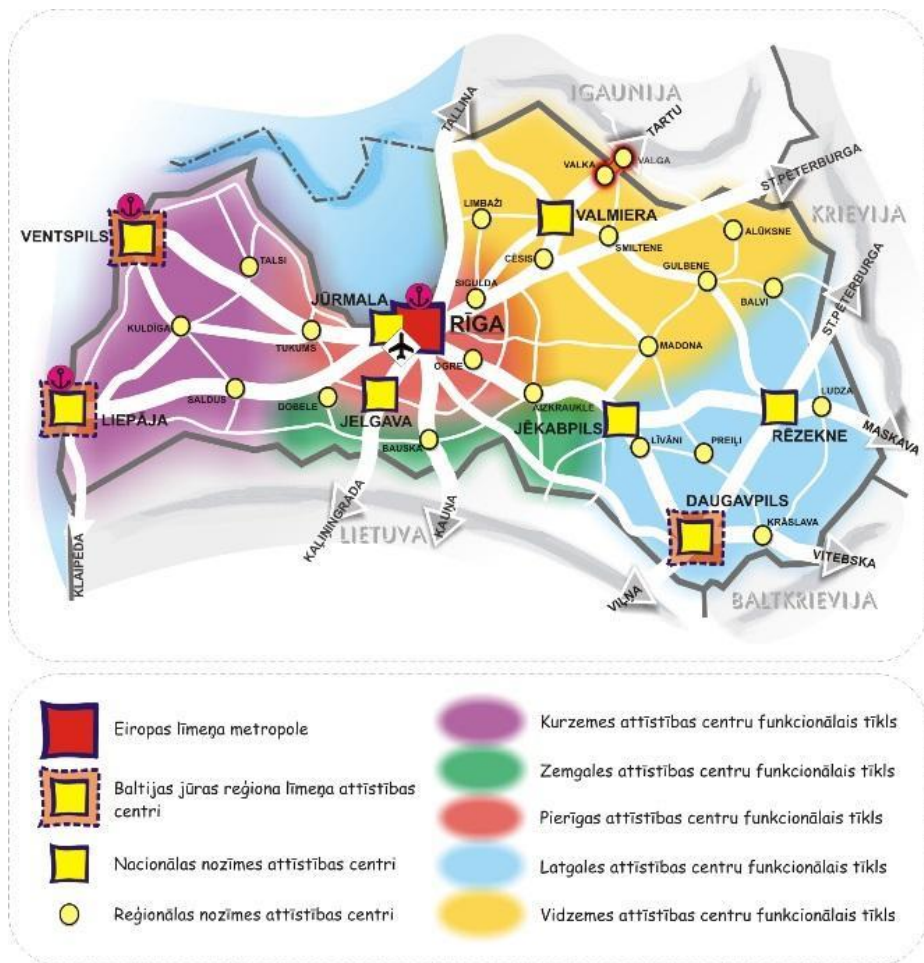 IGAUNIJA
TALLINA
TARTU
VALKA
VALGA
ST.PĒTERBURGA
KRIEVIJA
LIMBAŽI
VALMIERA
VENTSPILS
SMILTENE
ALŪKSNE
CĒSIS
TALSI
GULBENE
SIGULDA
JŪRMALA
BALVI
ST.PĒTERBURGA
RĪGA
KULDĪGA
TUKUMS
MADONA
OGRE
SALDUS
DOBELE
LUDZA
AIZKRAUKLE
LIEPĀJA
JELGAVA
JĒKABPILS
RĒZEKNE
MASKAVA
BAUSKA
LĪVĀNI
PREIĻI
DAUGAVPILS
KAĻIŅINGRADA
KAUŅA
KRĀSLAVA
LIETUVA
KLAIPEDA
VITEBSKA
VIĻŅA
BALTKRIEVIJA
Eiropas līmeņa metropole
Baltijas jūras reģiona līmeņa attīstības
centri
Nacionālas nozīmes attīstības centri
Reģionālas nozīmes attīstības centri
Kurzemes attīstības centru funkcionālais tīkls
Zemgales attīstības centru funkcionālais tīkls
Pierīgas attīstības centru funkcionālais tīkls
Latgales attīstības centru funkcionālais tīkls
Vidzemes attīstības centru funkcionālais tīkls